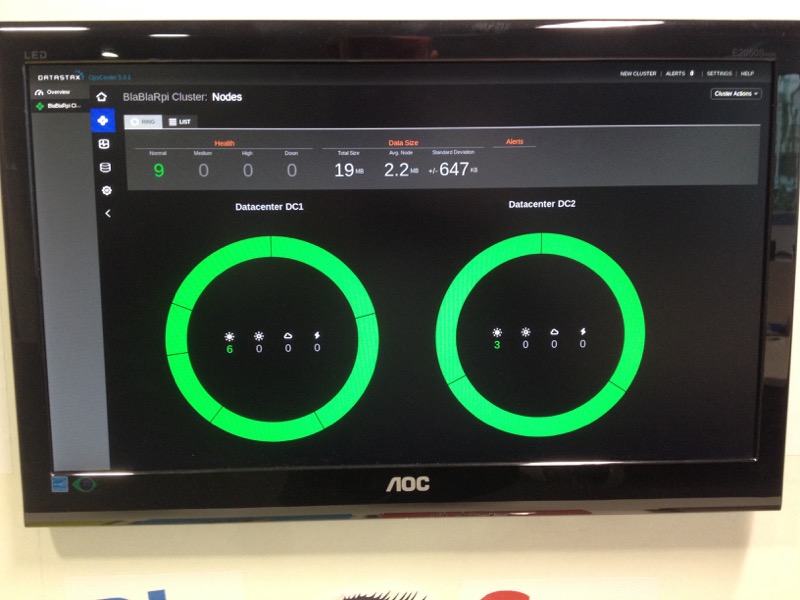 LED
DATASTAX OpsCenter 5.0.1
NEW CLUSTER | ALERTS 0 | SETTINGS | HELP
Overview
BlaBlaRpi Cl...
BlaBlaRpi Cluster: Nodes
Cluster Actions
RING LIST
Health Data Size Alerts
Normal Medium High Down Total Size Avg. Node Standard Deviation
9 0 0 0 19 MB 2.2 MB +/- 647 KB
Datacenter DC1 Datacenter DC2
6 0 0 0 3 0 0 0
AOC